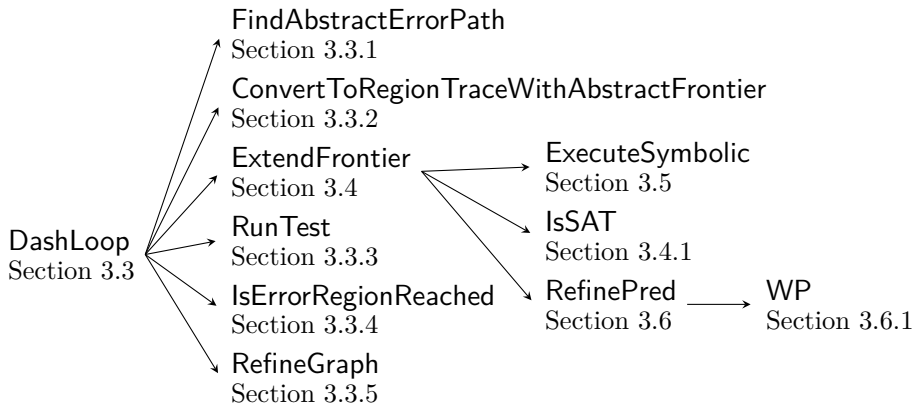 DashLoop
Section 3.3
FindAbstractErrorPath
Section 3.3.1
ConvertToRegionTraceWithAbstractFrontier
Section 3.3.2
ExtendFrontier
Section 3.4
RunTest
Section 3.3.3
IsErrorRegionReached
Section 3.3.4
RefineGraph
Section 3.3.5
ExecuteSymbolic
Section 3.5
IsSAT
Section 3.4.1
RefinePred
Section 3.6
WP
Section 3.6.1